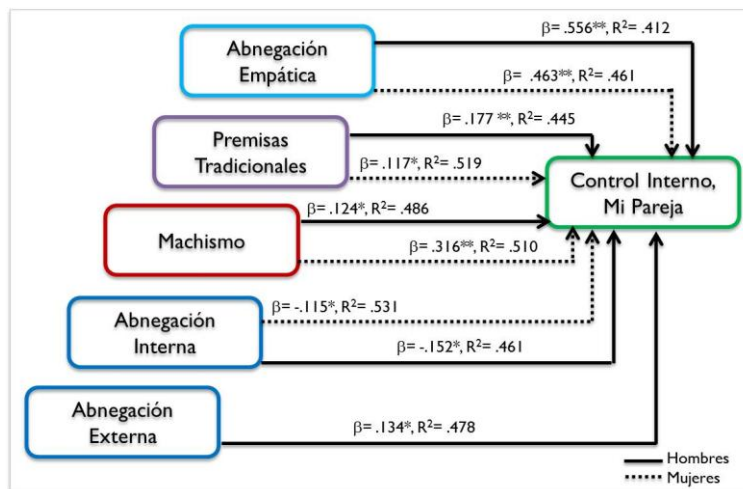 β= .556**, R²= .412
Abnegación
Empática
β= .463**, R²= .461
β= .177 **, R²= .445
Premisas
Tradicionales
β= .117*, R²= .519
Control Interno,
Mi Pareja
β= .124*, R²= .486
Machismo
β= .316**, R²= .510
β= -.115*, R²= .531
Abnegación
Interna
β= -.152*, R²= .461
Abnegación
Externa
β= .134*, R²= .478
Hombres
Mujeres